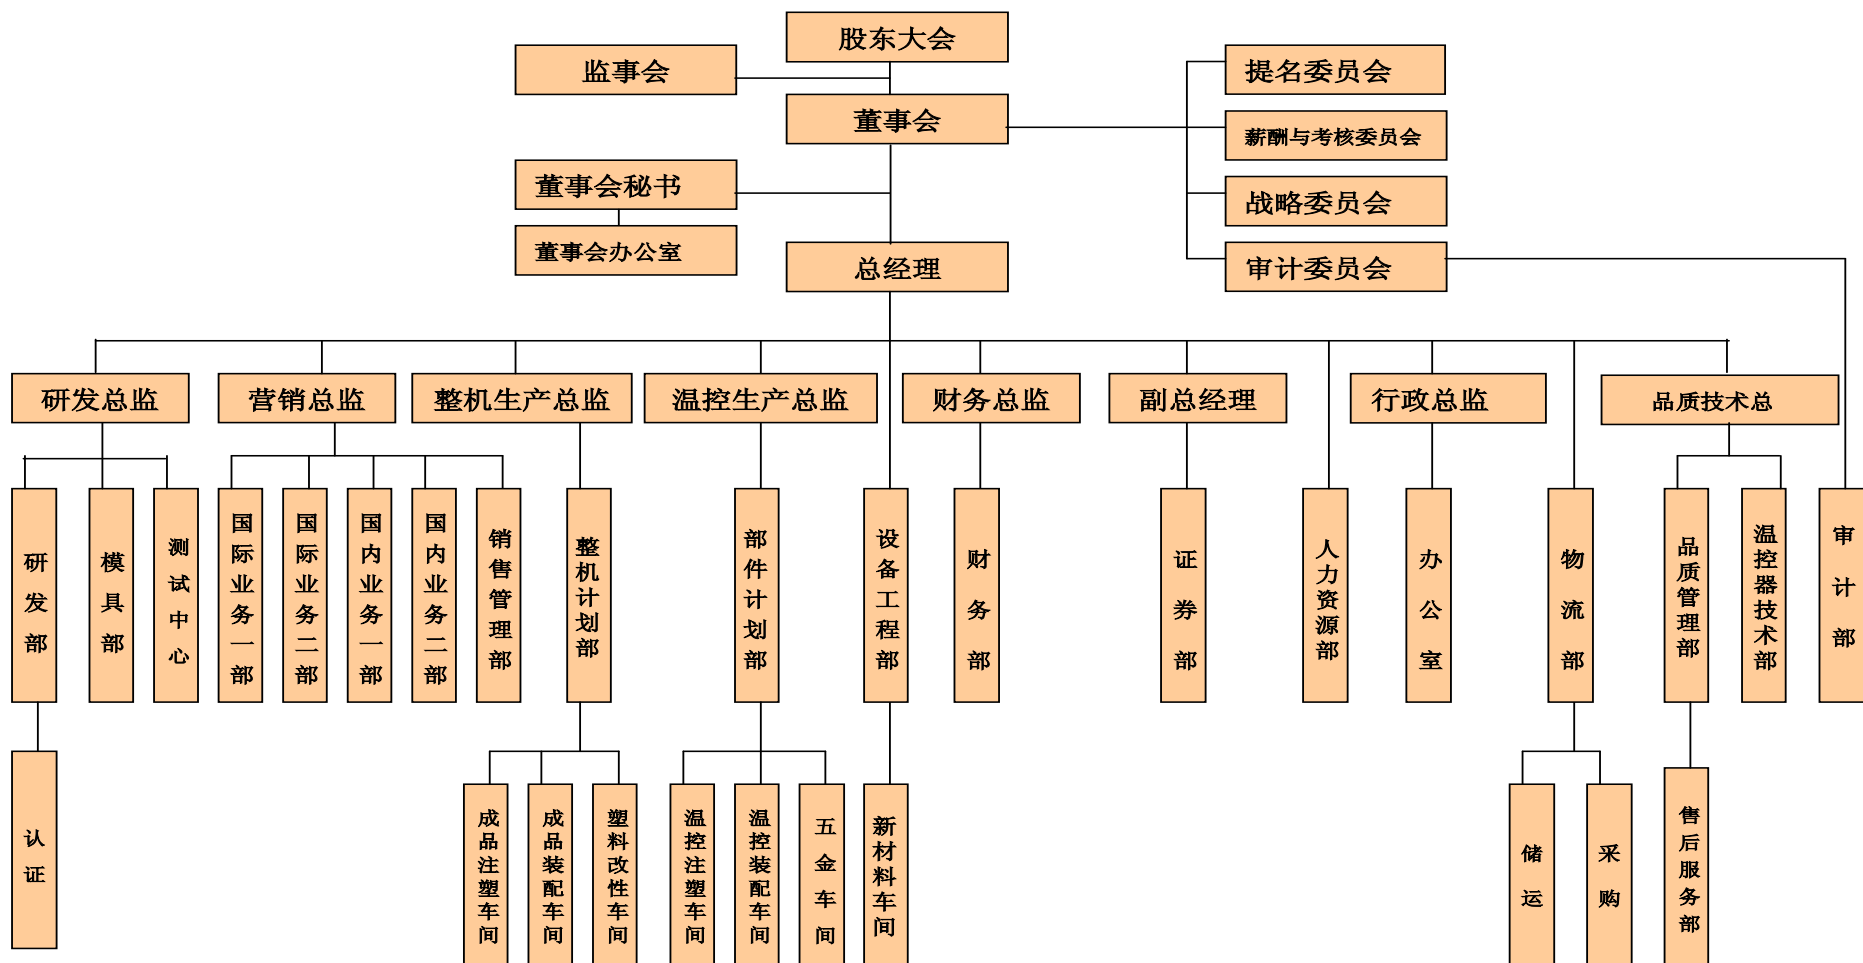 股东大会
监事会
提名委员会
董事会
薪酬与考核委员会
董事会秘书
战略委员会
董事会办公室
总经理
审计委员会
研发总监
营销总监
整机生产总监
温控生产总监
财务总监
副总经理
行政总监
品质技术总
研发部
模具部
测试中心
国际业务一部
国际业务二部
国内业务一部
国内业务二部
销售管理部
整机计划部
部件计划部
设备工程部
财务部
证券部
人力资源部
办公室
物流部
品质管理部
温控器技术部
审计部
认证
成品注塑车间
成品装配车间
塑料改性车间
温控注塑车间
温控装配车间
五金车间
新材料车间
储运
采购
售后服务部